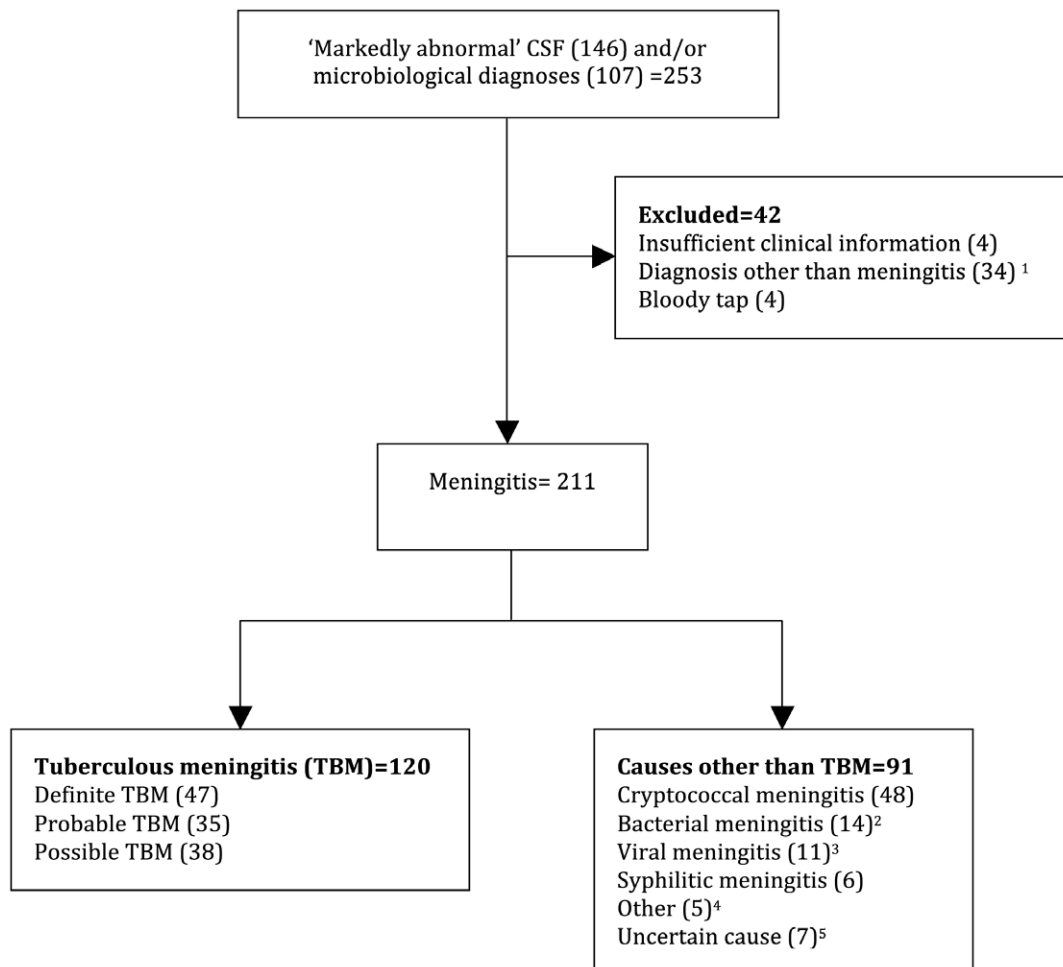 ‘Markedly abnormal’ CSF (146) and/or
microbiological diagnoses (107) =253
Excluded=42
Insufficient clinical information (4)
Diagnosis other than meningitis (34) ¹
Bloody tap (4)
Meningitis= 211
Tuberculous meningitis (TBM)=120
Definite TBM (47)
Probable TBM (35)
Possible TBM (38)
Causes other than TBM=91
Cryptococcal meningitis (48)
Bacterial meningitis (14)²
Viral meningitis (11)³
Syphilitic meningitis (6)
Other (5)⁴
Uncertain cause (7)⁵